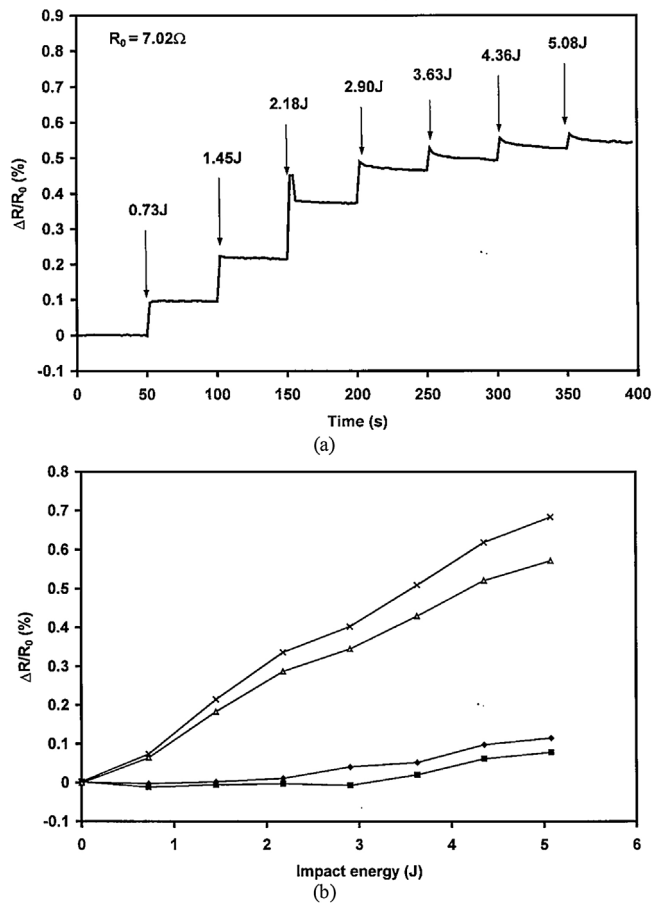 0.9
R0 = 7.02Ω
5.08J
0.8
4.36J
3.63J
0.7
2.90J
2.18J
0.6
0.5
1.45J
0.4
0.73J
0.3
0.2
0.1
0
-0.1
ΔR/R0 (%)
0 50 100 150 200 250 300 350 400
Time (s)
(a)
0.8
0.7
0.6
0.5
0.4
0.3
0.2
0.1
0
-0.1
ΔR/R0 (%)
0 1 2 3 4 5 6
Impact energy (J)
(b)